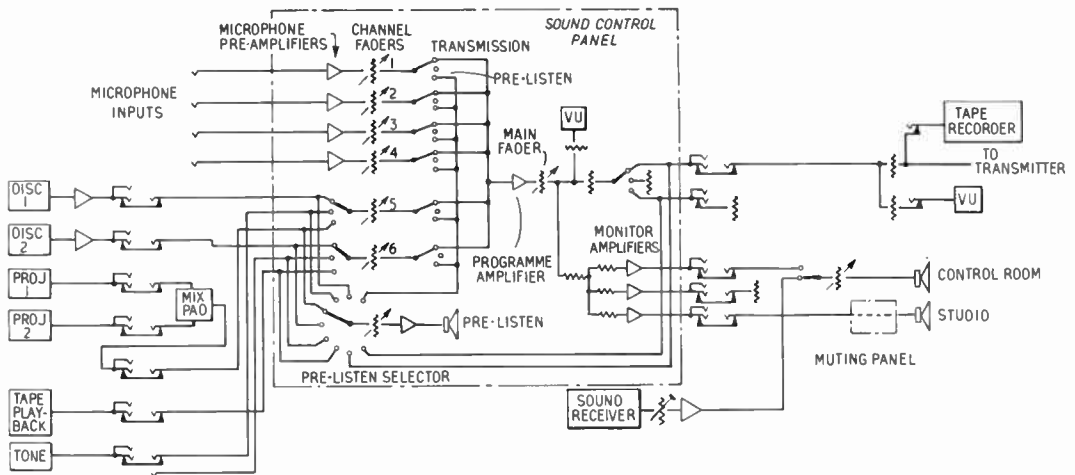 MICROPHONE
PRE-AMPLIFIERS
CHANNEL
FADERS
TRANSMISSION
SOUND CONTROL
PANEL
PRE-LISTEN
MICROPHONE
INPUTS
1
2
3
4
5
6
MAIN
FADER
VU
TAPE
RECORDER
TO
TRANSMITTER
VU
DISC
1
DISC
2
PROJ
1
PROJ
2
MIX
PAD
PROGRAMME
AMPLIFIER
MONITOR
AMPLIFIERS
CONTROL ROOM
STUDIO
MUTING PANEL
PRE-LISTEN
PRE-LISTEN SELECTOR
SOUND
RECEIVER
TAPE
PLAY-
BACK
TONE